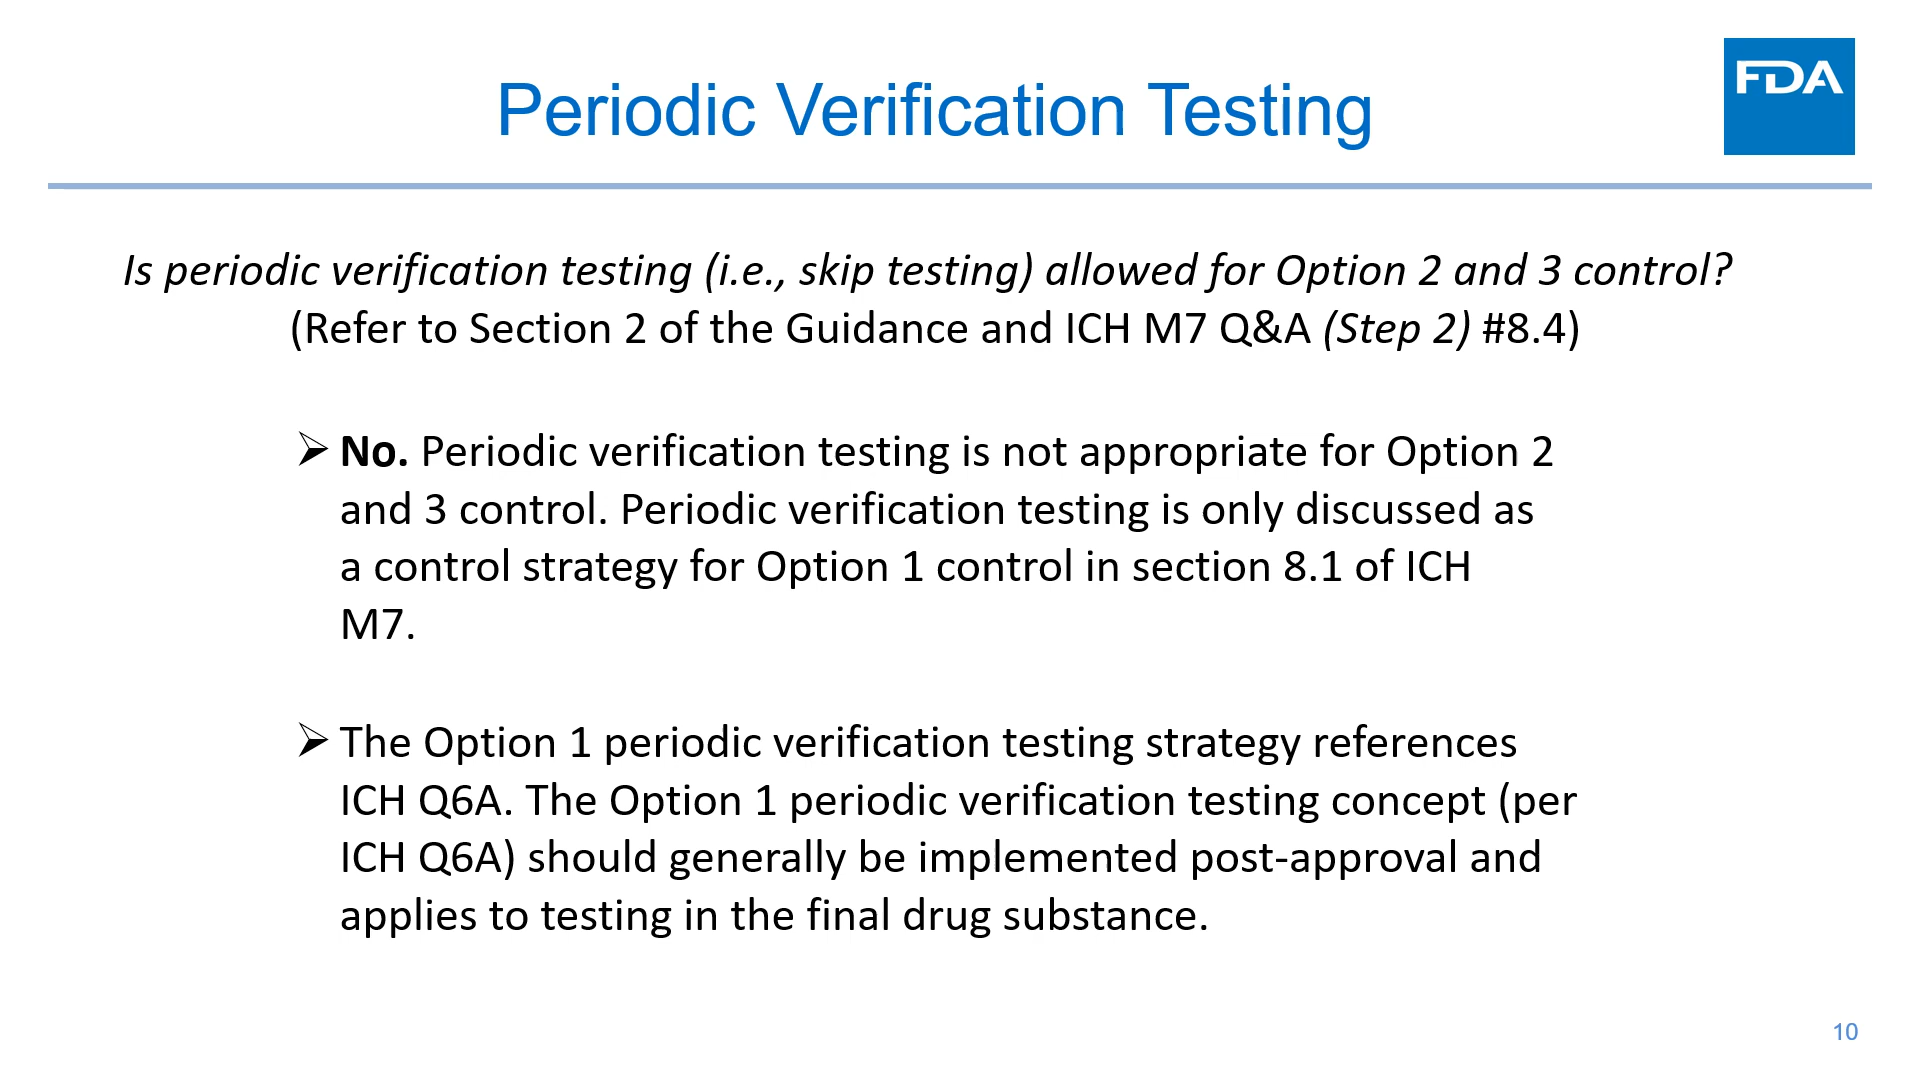 FDA
Periodic Verification Testing
Is periodic verification testing (i.e., skip testing) allowed for Option 2 and 3 control?
(Refer to Section 2 of the Guidance and ICH M7 Q&A (Step 2) #8.4)
➢ No. Periodic verification testing is not appropriate for Option 2
and 3 control. Periodic verification testing is only discussed as
a control strategy for Option 1 control in section 8.1 of ICH
M7.
➢ The Option 1 periodic verification testing strategy references
ICH Q6A. The Option 1 periodic verification testing concept (per
ICH Q6A) should generally be implemented post-approval and
applies to testing in the final drug substance.
10